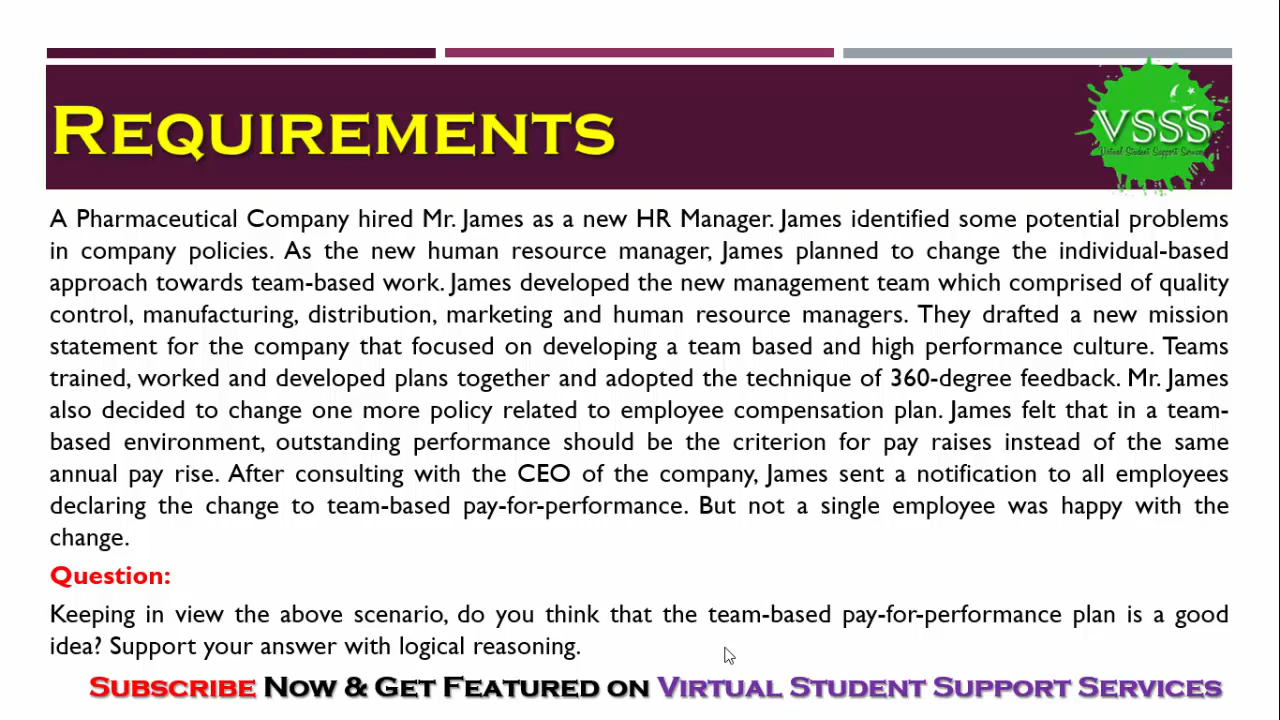 REQUIREMENTS
VSSS
Virtual Student Support Services
A Pharmaceutical Company hired Mr. James as a new HR Manager. James identified some potential problems
in company policies. As the new human resource manager, James planned to change the individual-based
approach towards team-based work. James developed the new management team which comprised of quality
control, manufacturing, distribution, marketing and human resource managers. They drafted a new mission
statement for the company that focused on developing a team based and high performance culture. Teams
trained, worked and developed plans together and adopted the technique of 360-degree feedback. Mr. James
also decided to change one more policy related to employee compensation plan. James felt that in a team-
based environment, outstanding performance should be the criterion for pay raises instead of the same
annual pay rise. After consulting with the CEO of the company, James sent a notification to all employees
declaring the change to team-based pay-for-performance. But not a single employee was happy with the
change.
Question:
Keeping in view the above scenario, do you think that the team-based pay-for-performance plan is a good
idea? Support your answer with logical reasoning.
SUBSCRIBE NOW & GET FEATURED ON VIRTUAL STUDENT SUPPORT SERVICES